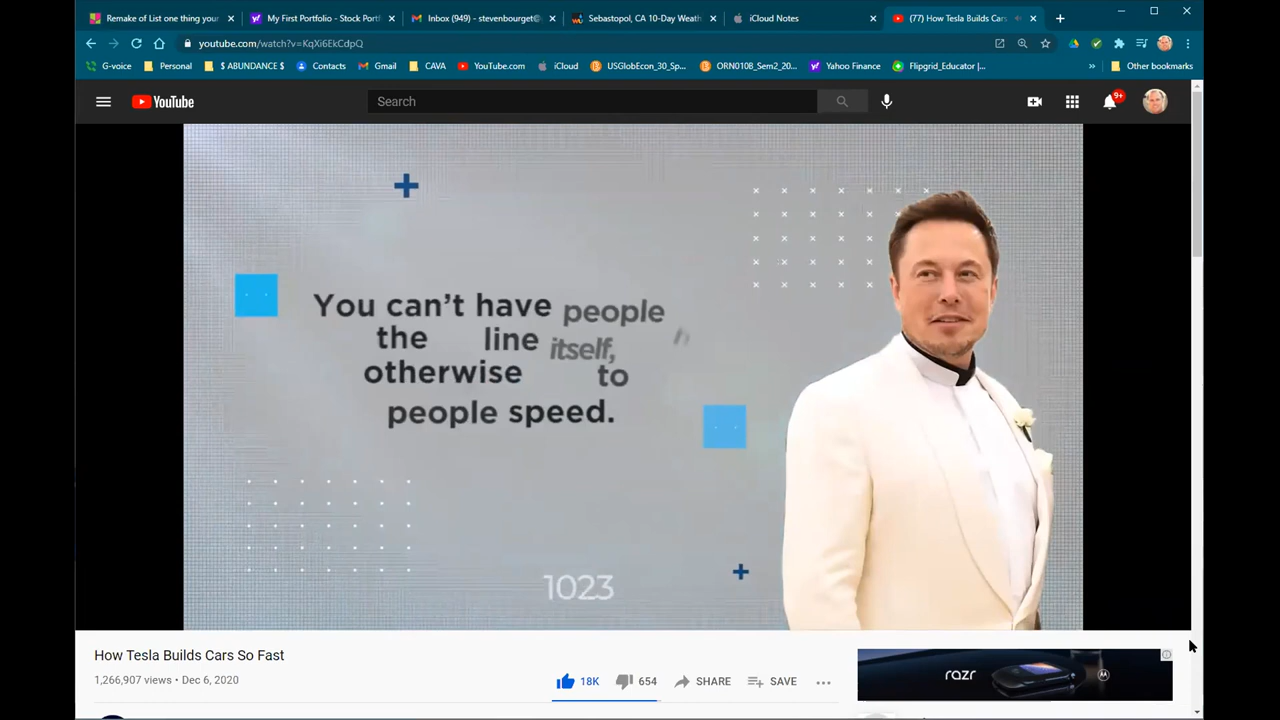 Remake of List one thing your
My First Portfolio - Stock Portf
Inbox (949) - stevenbourget@
Sebastopol, CA 10-Day Weath
iCloud Notes
(77) How Tesla Builds Cars
youtube.com/watch?v=KqXi6EkCdpQ
G-voice
Personal
$ ABUNDANCE $
Contacts
Gmail
CAVA
YouTube.com
iCloud
USGlobEcon_30_Sp...
ORN010B_Sem2_20...
Yahoo Finance
Flipgrid_Educator |...
»
Other bookmarks
YouTube
Search
9+
You can't have people
the line itself,
otherwise to
people speed.
1023
How Tesla Builds Cars So Fast
1,266,907 views • Dec 6, 2020
18K
654
SHARE
SAVE
razr